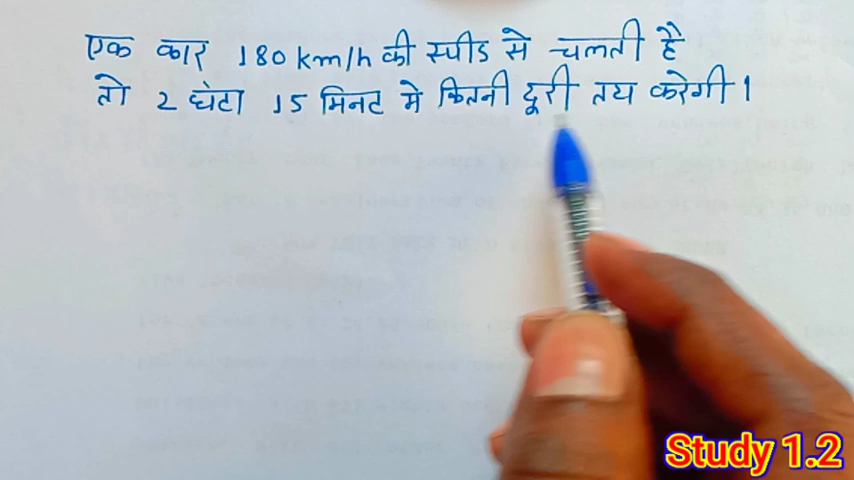 एक कार 180 km/h की स्पीड से चलती है
तो 2 घंटा 15 मिनट मे कितनी दूरी तय करेगी।
Study 1.2